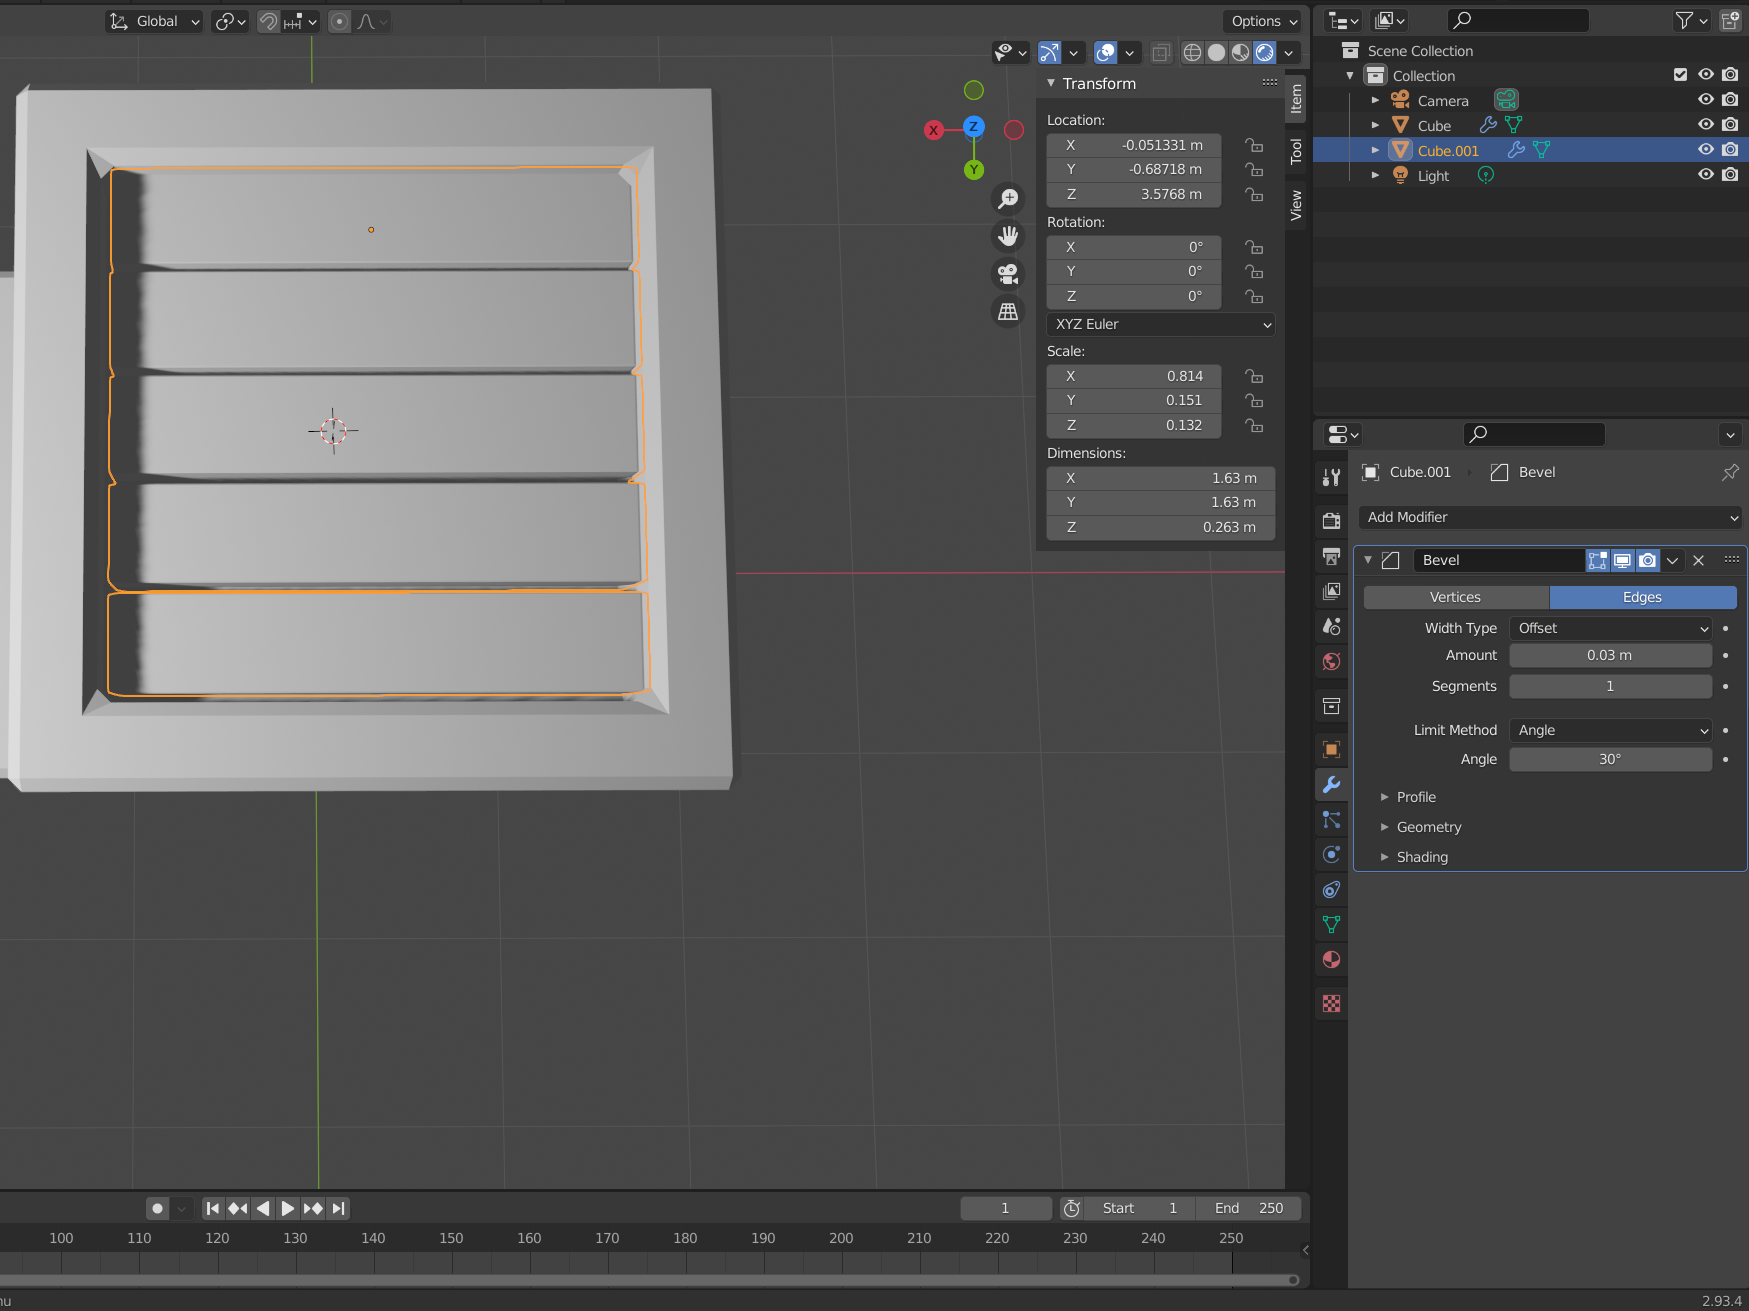 Global
Options
Transform
Item
Tool
View
X
Z
Y
Location:
X -0.051331 m
Y -0.68718 m
Z 3.5768 m
Rotation:
X 0°
Y 0°
Z 0°
XYZ Euler
Scale:
X 0.814
Y 0.151
Z 0.132
Dimensions:
X 1.63 m
Y 1.63 m
Z 0.263 m
Scene Collection
Collection
Camera
Cube
Cube.001
Light
Cube.001 Bevel
Add Modifier
Bevel
Vertices Edges
Width Type Offset
Amount 0.03 m
Segments 1
Limit Method Angle
Angle 30°
Profile
Geometry
Shading
1 Start 1 End 250
100 110 120 130 140 150 160 170 180 190 200 210 220 230 240 250
nu
2.93.4